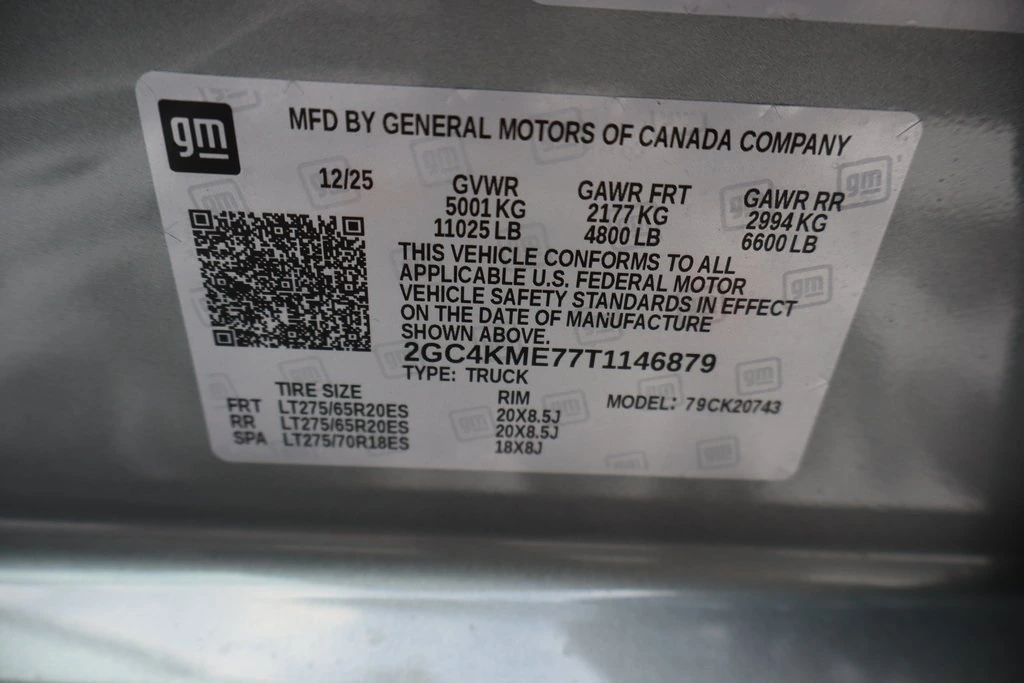 gm
MFD BY GENERAL MOTORS OF CANADA COMPANY
12/25
GVWR GAWR FRT GAWR RR
5001 KG 2177 KG 2994 KG
11025 LB 4800 LB 6600 LB
THIS VEHICLE CONFORMS TO ALL
APPLICABLE U.S. FEDERAL MOTOR
VEHICLE SAFETY STANDARDS IN EFFECT
ON THE DATE OF MANUFACTURE
SHOWN ABOVE.
2GC4KME77T1146879
TYPE: TRUCK
TIRE SIZE RIM MODEL: 79CK20743
FRT LT275/65R20ES 20X8.5J
RR LT275/65R20ES 20X8.5J
SPA LT275/70R18ES 18X8J